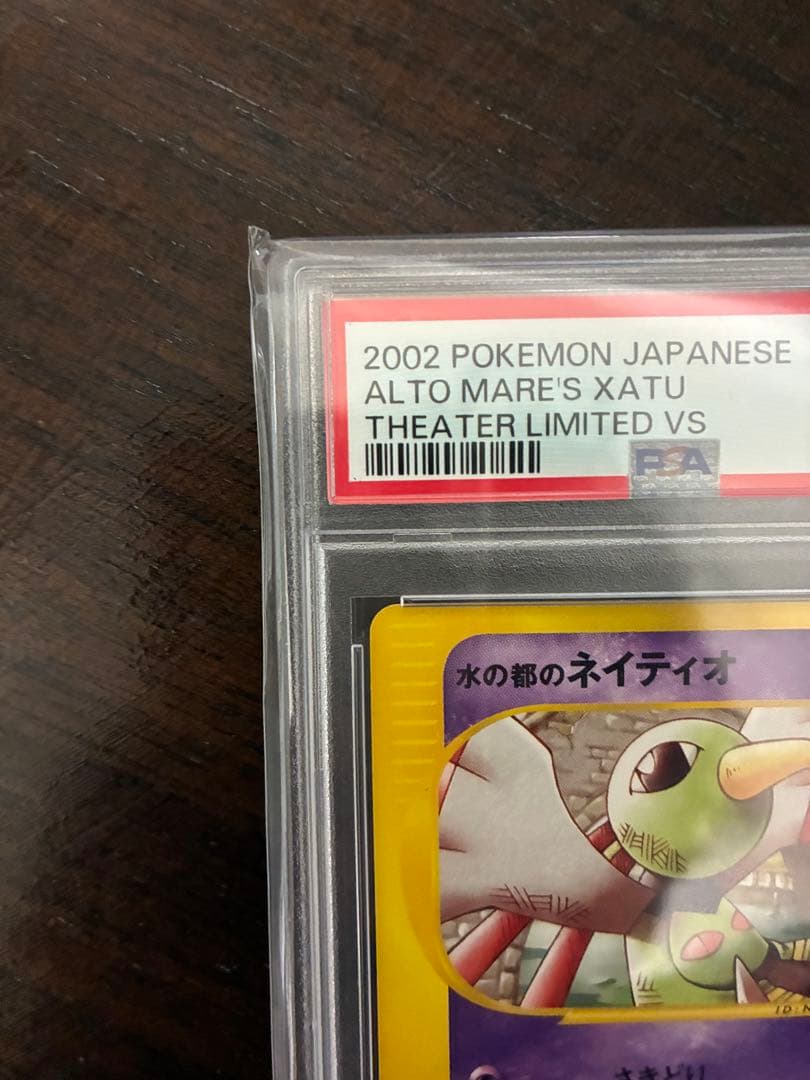 2002 POKEMON JAPANESE
ALTO MARE'S XATU
THEATER LIMITED VS
PSA
水の都のネイティオ
ID:
さきどり